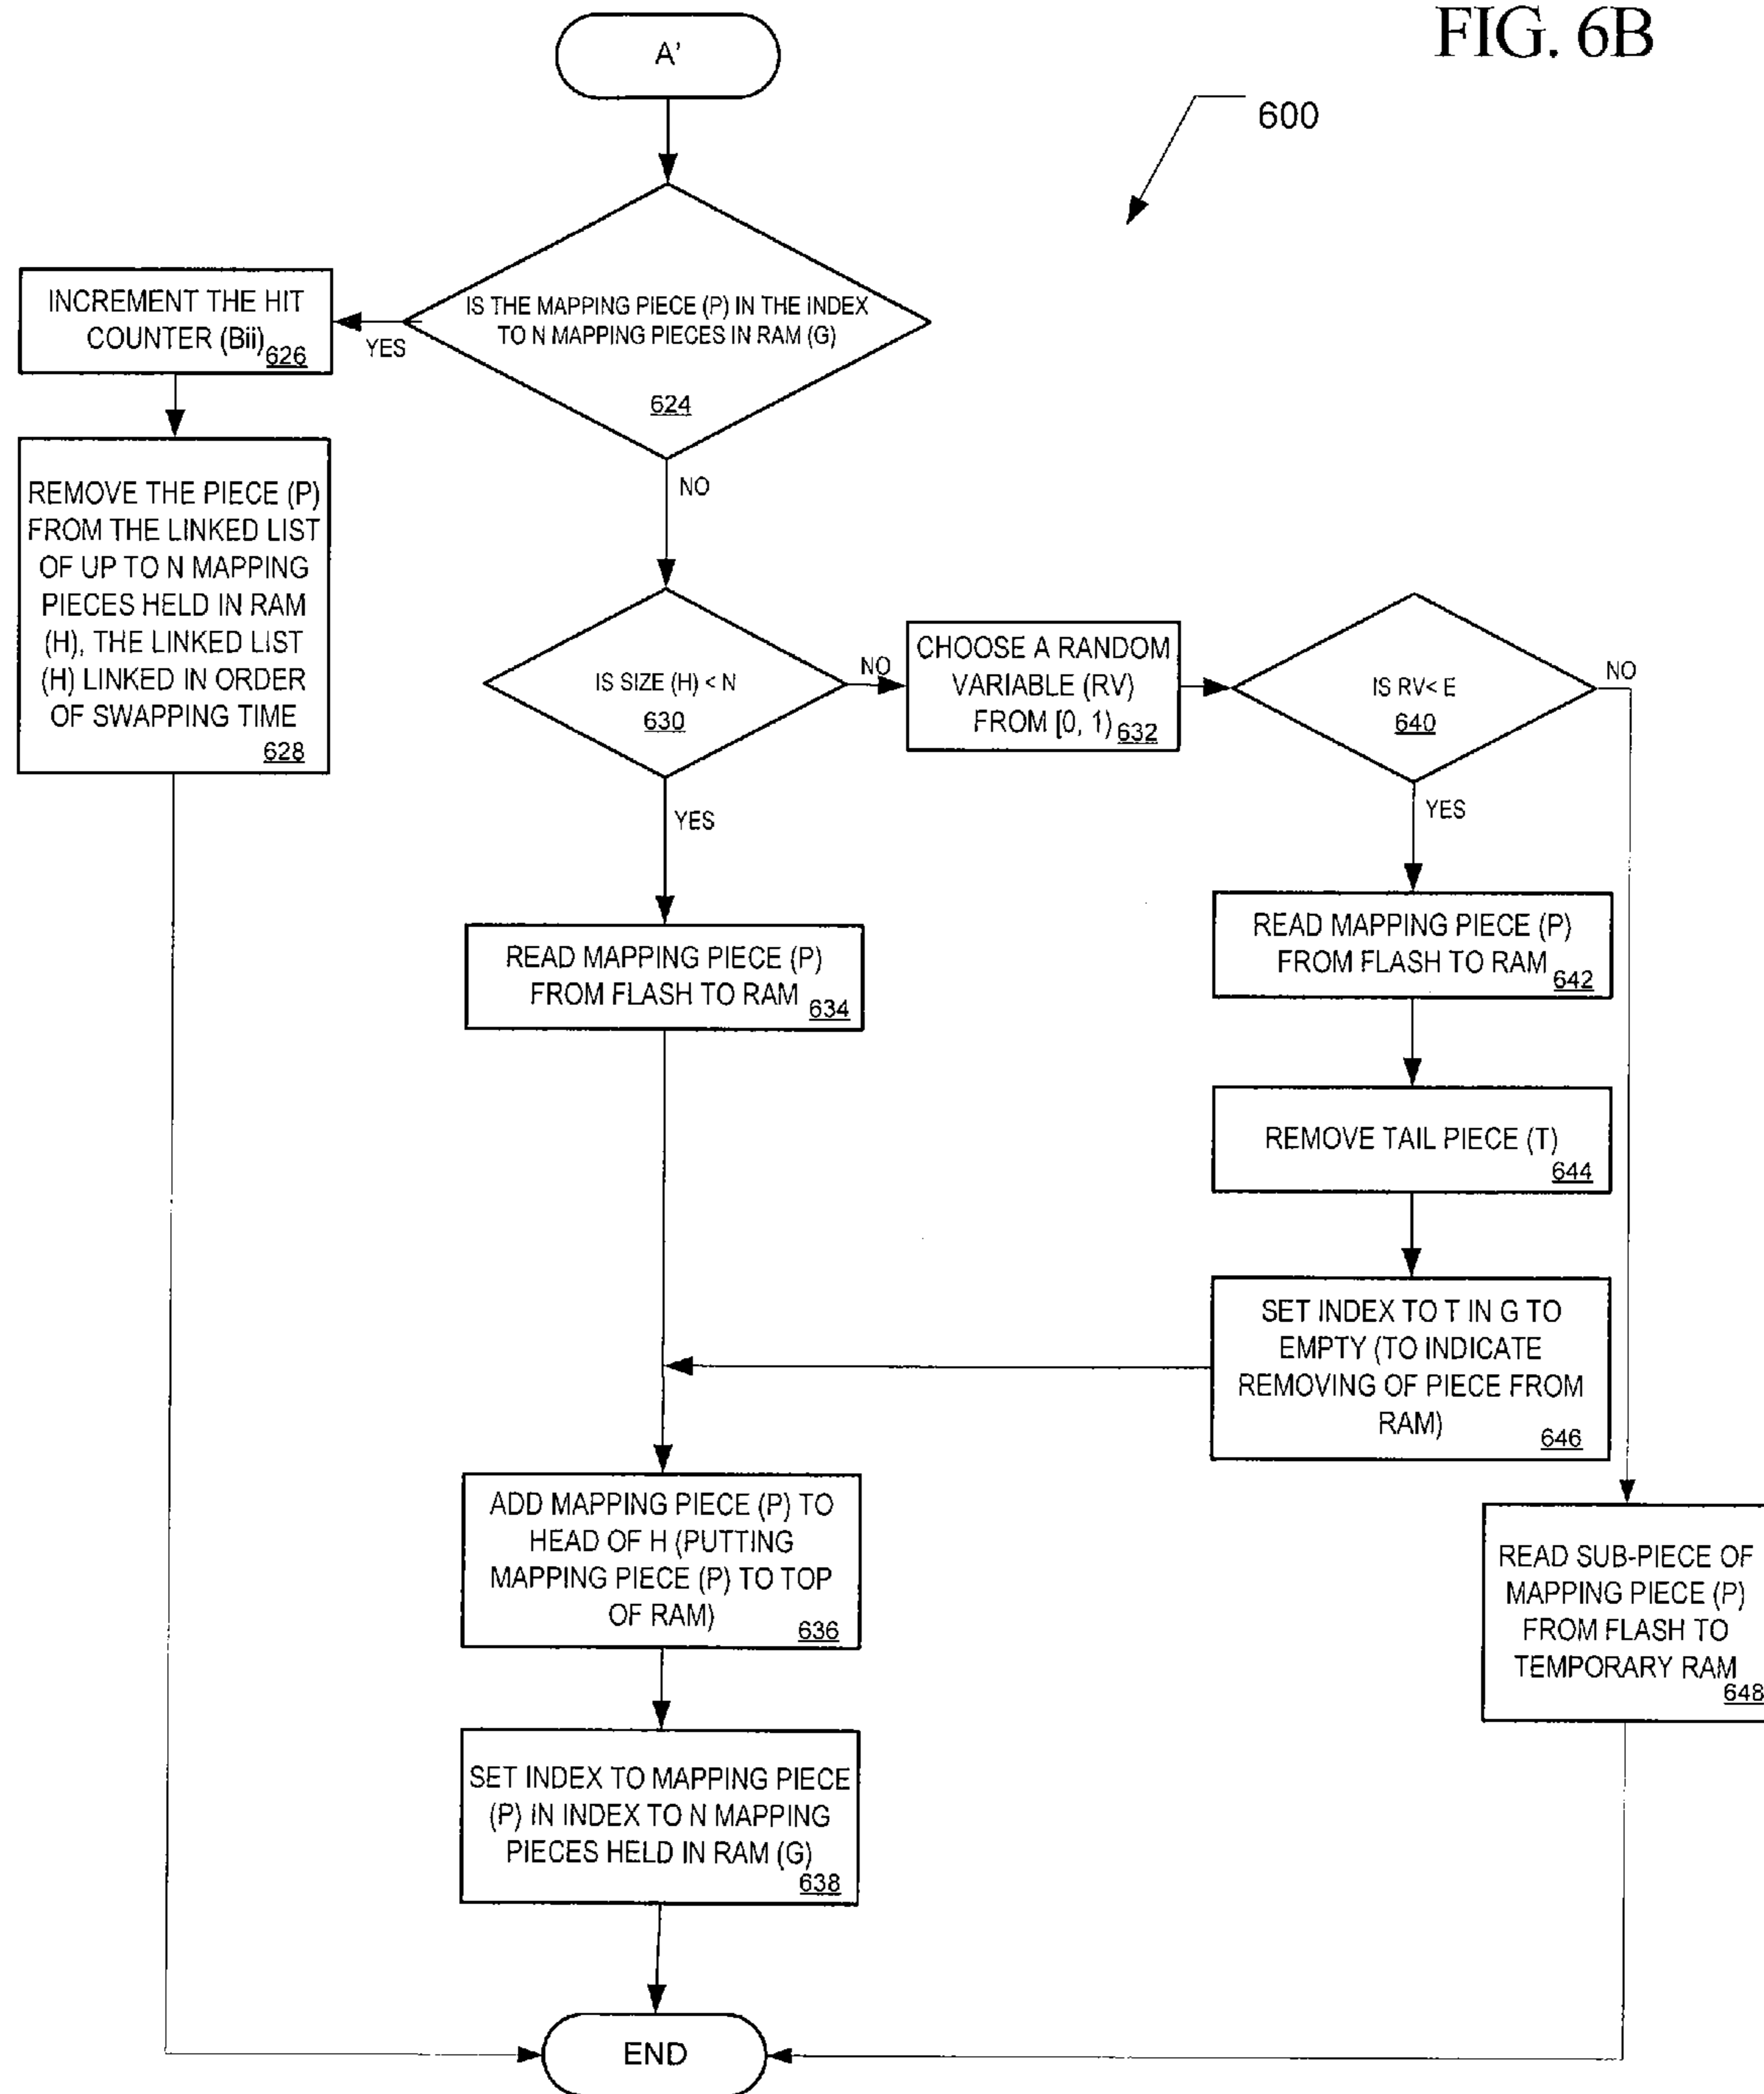 FIG. 6B
A'
600
IS THE MAPPING PIECE (P) IN THE INDEX
TO N MAPPING PIECES IN RAM (G)
624
YES
INCREMENT THE HIT
COUNTER (Bii)
626
REMOVE THE PIECE (P)
FROM THE LINKED LIST
OF UP TO N MAPPING
PIECES HELD IN RAM
(H), THE LINKED LIST
(H) LINKED IN ORDER
OF SWAPPING TIME
628
NO
IS SIZE (H) < N
630
NO
CHOOSE A RANDOM
VARIABLE (RV)
FROM [0, 1)
632
IS RV< E
640
NO
YES
YES
READ MAPPING PIECE (P)
FROM FLASH TO RAM
634
READ MAPPING PIECE (P)
FROM FLASH TO RAM
642
REMOVE TAIL PIECE (T)
644
SET INDEX TO T IN G TO
EMPTY (TO INDICATE
REMOVING OF PIECE FROM
RAM)
646
ADD MAPPING PIECE (P) TO
HEAD OF H (PUTTING
MAPPING PIECE (P) TO TOP
OF RAM)
636
READ SUB-PIECE OF
MAPPING PIECE (P)
FROM FLASH TO
TEMPORARY RAM
648
SET INDEX TO MAPPING PIECE
(P) IN INDEX TO N MAPPING
PIECES HELD IN RAM (G)
638
END